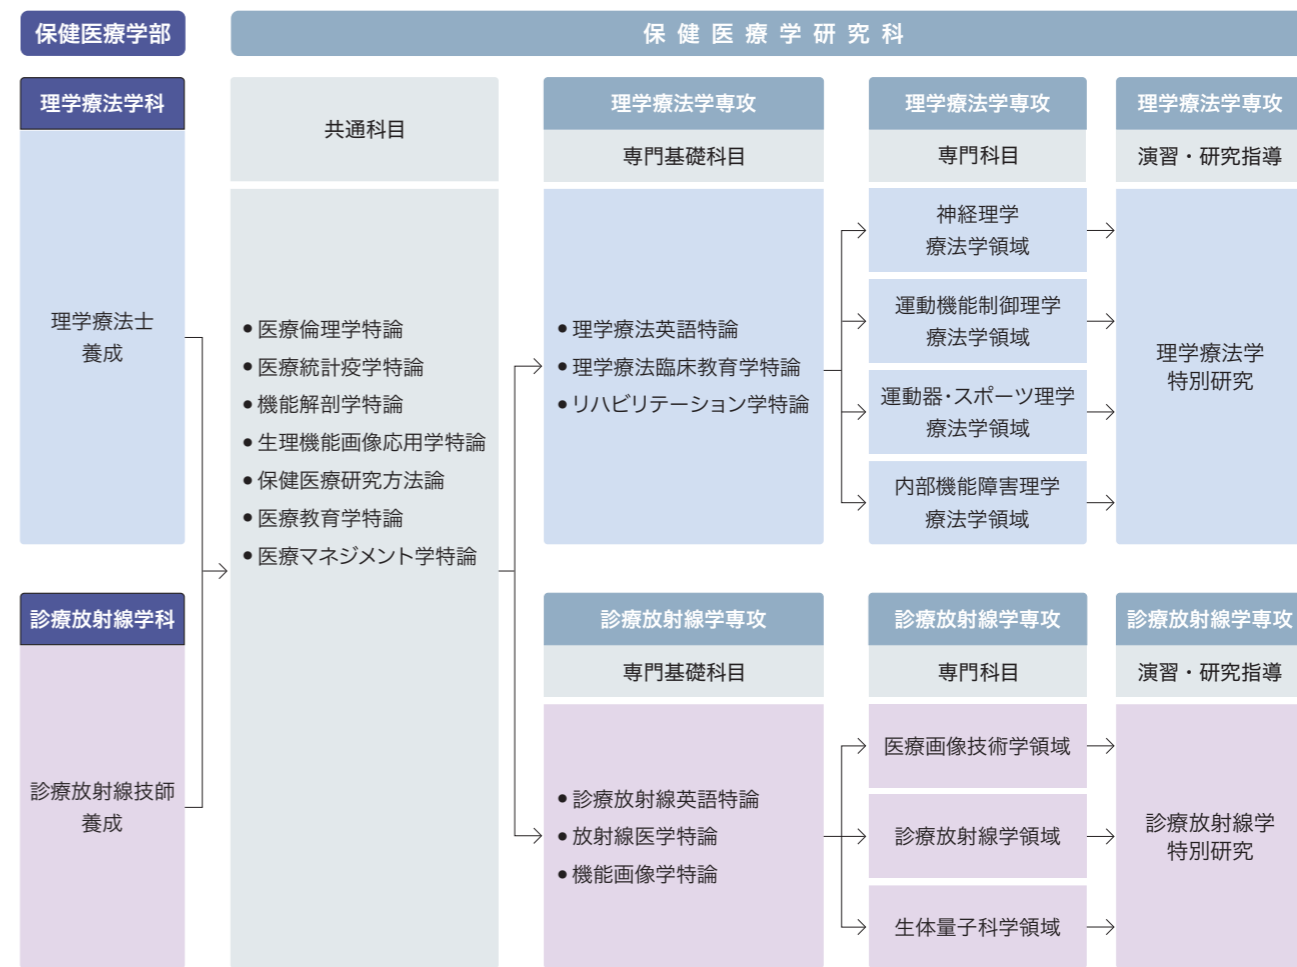 保健医療学部
保健医療学研究科
理学療法学科
理学療法士
養成
共通科目
• 医療倫理学特論
• 医療統計疫学特論
• 機能解剖学特論
• 生理機能画像応用学特論
• 保健医療研究方法論
• 医療教育学特論
• 医療マネジメント学特論
理学療法学専攻
専門基礎科目
• 理学療法英語特論
• 理学療法臨床教育学特論
• リハビリテーション学特論
理学療法学専攻
専門科目
神経理学
療法学領域
運動機能制御理学
療法学領域
運動器・スポーツ理学
療法学領域
内部機能障害理学
療法学領域
理学療法学専攻
演習・研究指導
理学療法学
特別研究
診療放射線学科
診療放射線技師
養成
診療放射線学専攻
専門基礎科目
• 診療放射線英語特論
• 放射線医学特論
• 機能画像学特論
診療放射線学専攻
専門科目
医療画像技術学領域
診療放射線学領域
生体量子科学領域
診療放射線学専攻
演習・研究指導
診療放射線学
特別研究